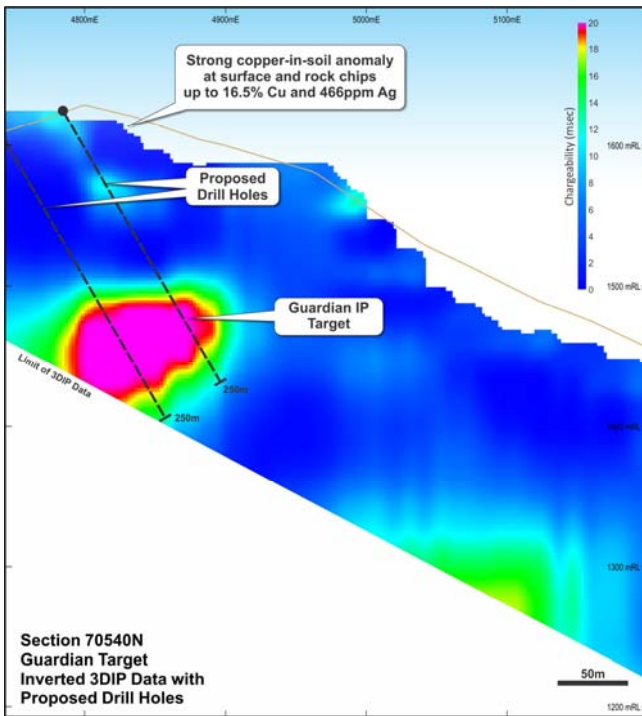 4800mE
4900mE
5000mE
5100mE
Strong copper-in-soil anomaly
at surface and rock chips
up to 16.5% Cu and 466ppm Ag
20
18
16
14
12
10
8
6
4
2
0
Chargeability (msec)
1600 mRL
Proposed
Drill Holes
1500 mRL
Guardian IP
Target
Limit of 3DIP Data
250m
250m
1300 mRL
Section 70540N
Guardian Target
Inverted 3DIP Data with
Proposed Drill Holes
50m
1200 mRL